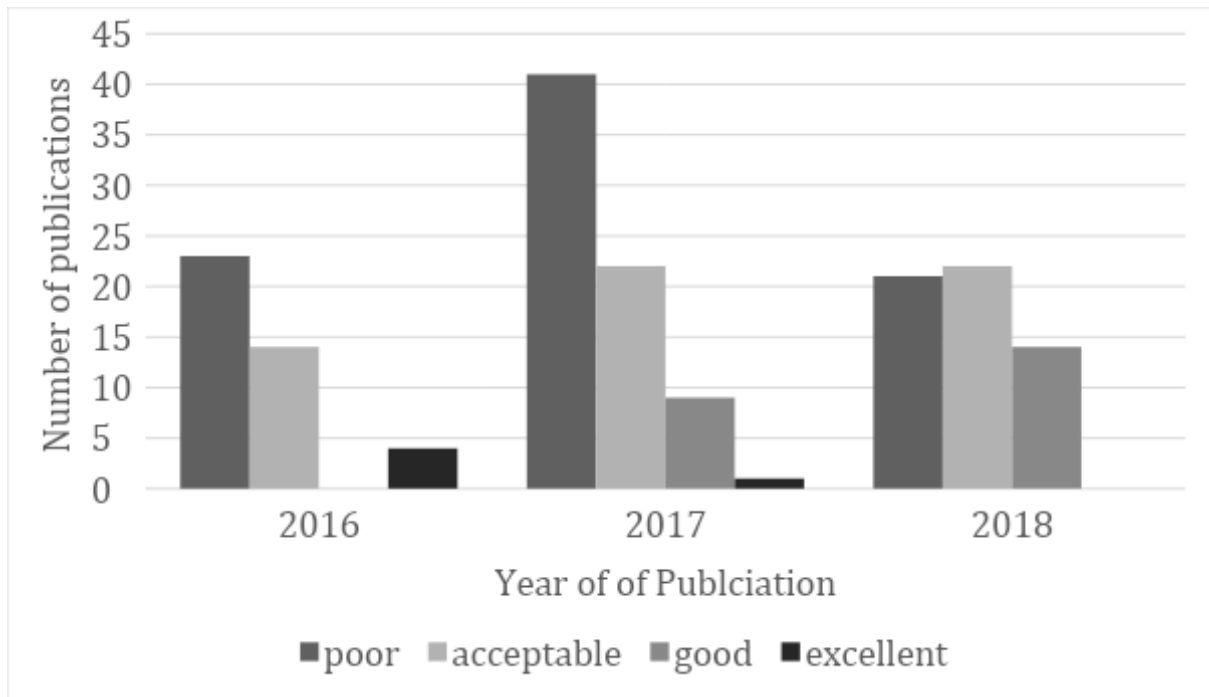 45
40
35
30
25
20
15
10
5
0
Number of publications
2016 2017 2018
Year of of Publciation
poor acceptable good excellent